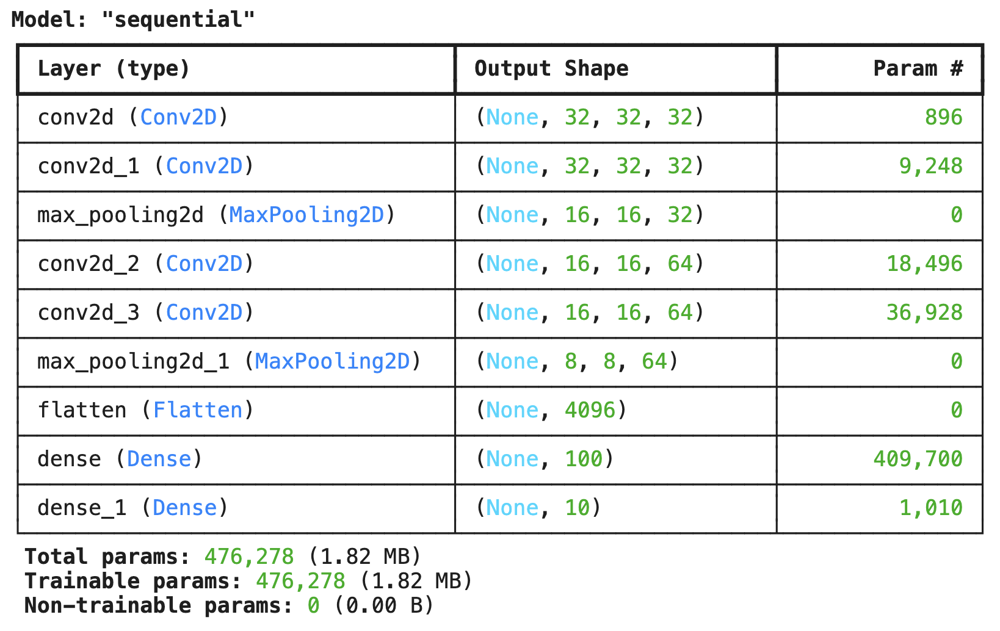 Model: "sequential"
Layer (type) Output Shape Param #
conv2d (Conv2D) (None, 32, 32, 32) 896
conv2d_1 (Conv2D) (None, 32, 32, 32) 9,248
max_pooling2d (MaxPooling2D) (None, 16, 16, 32) 0
conv2d_2 (Conv2D) (None, 16, 16, 64) 18,496
conv2d_3 (Conv2D) (None, 16, 16, 64) 36,928
max_pooling2d_1 (MaxPooling2D) (None, 8, 8, 64) 0
flatten (Flatten) (None, 4096) 0
dense (Dense) (None, 100) 409,700
dense_1 (Dense) (None, 10) 1,010
Total params: 476,278 (1.82 MB)
Trainable params: 476,278 (1.82 MB)
Non-trainable params: 0 (0.00 B)